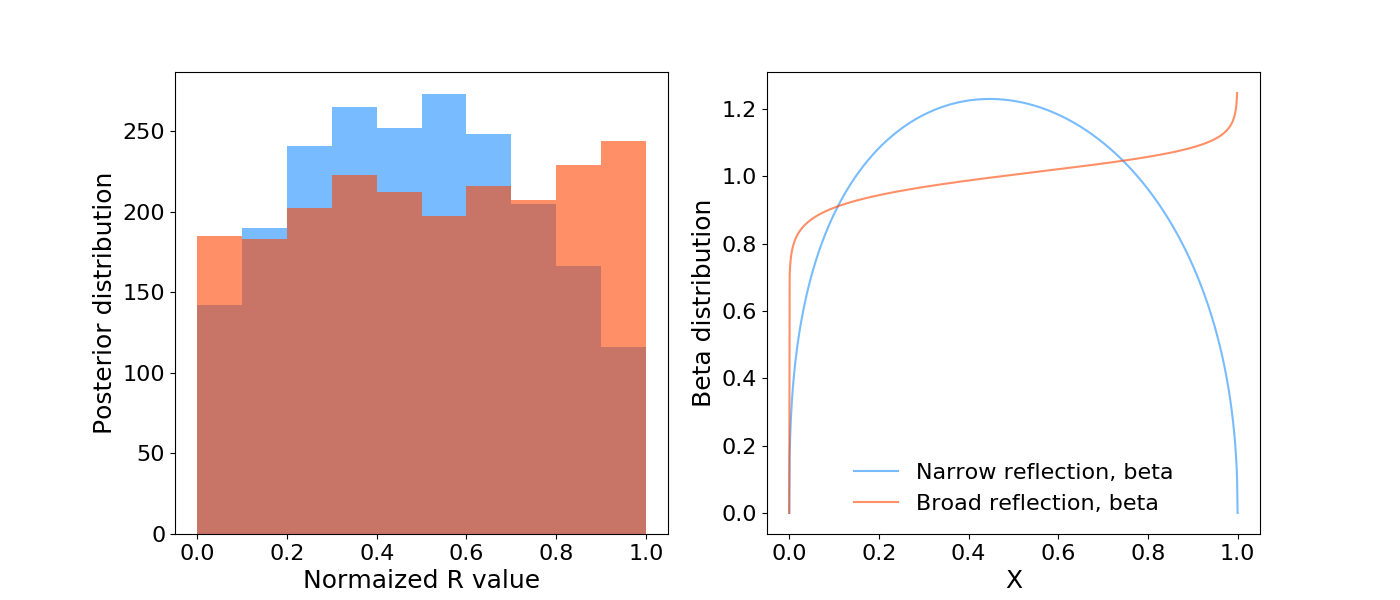 Posterior distribution
250
200
150
100
50
0
0.0 0.2 0.4 0.6 0.8 1.0
Normaized R value
Beta distribution
1.2
1.0
0.8
0.6
0.4
0.2
0.0
Narrow reflection, beta
Broad reflection, beta
0.0 0.2 0.4 0.6 0.8 1.0
X